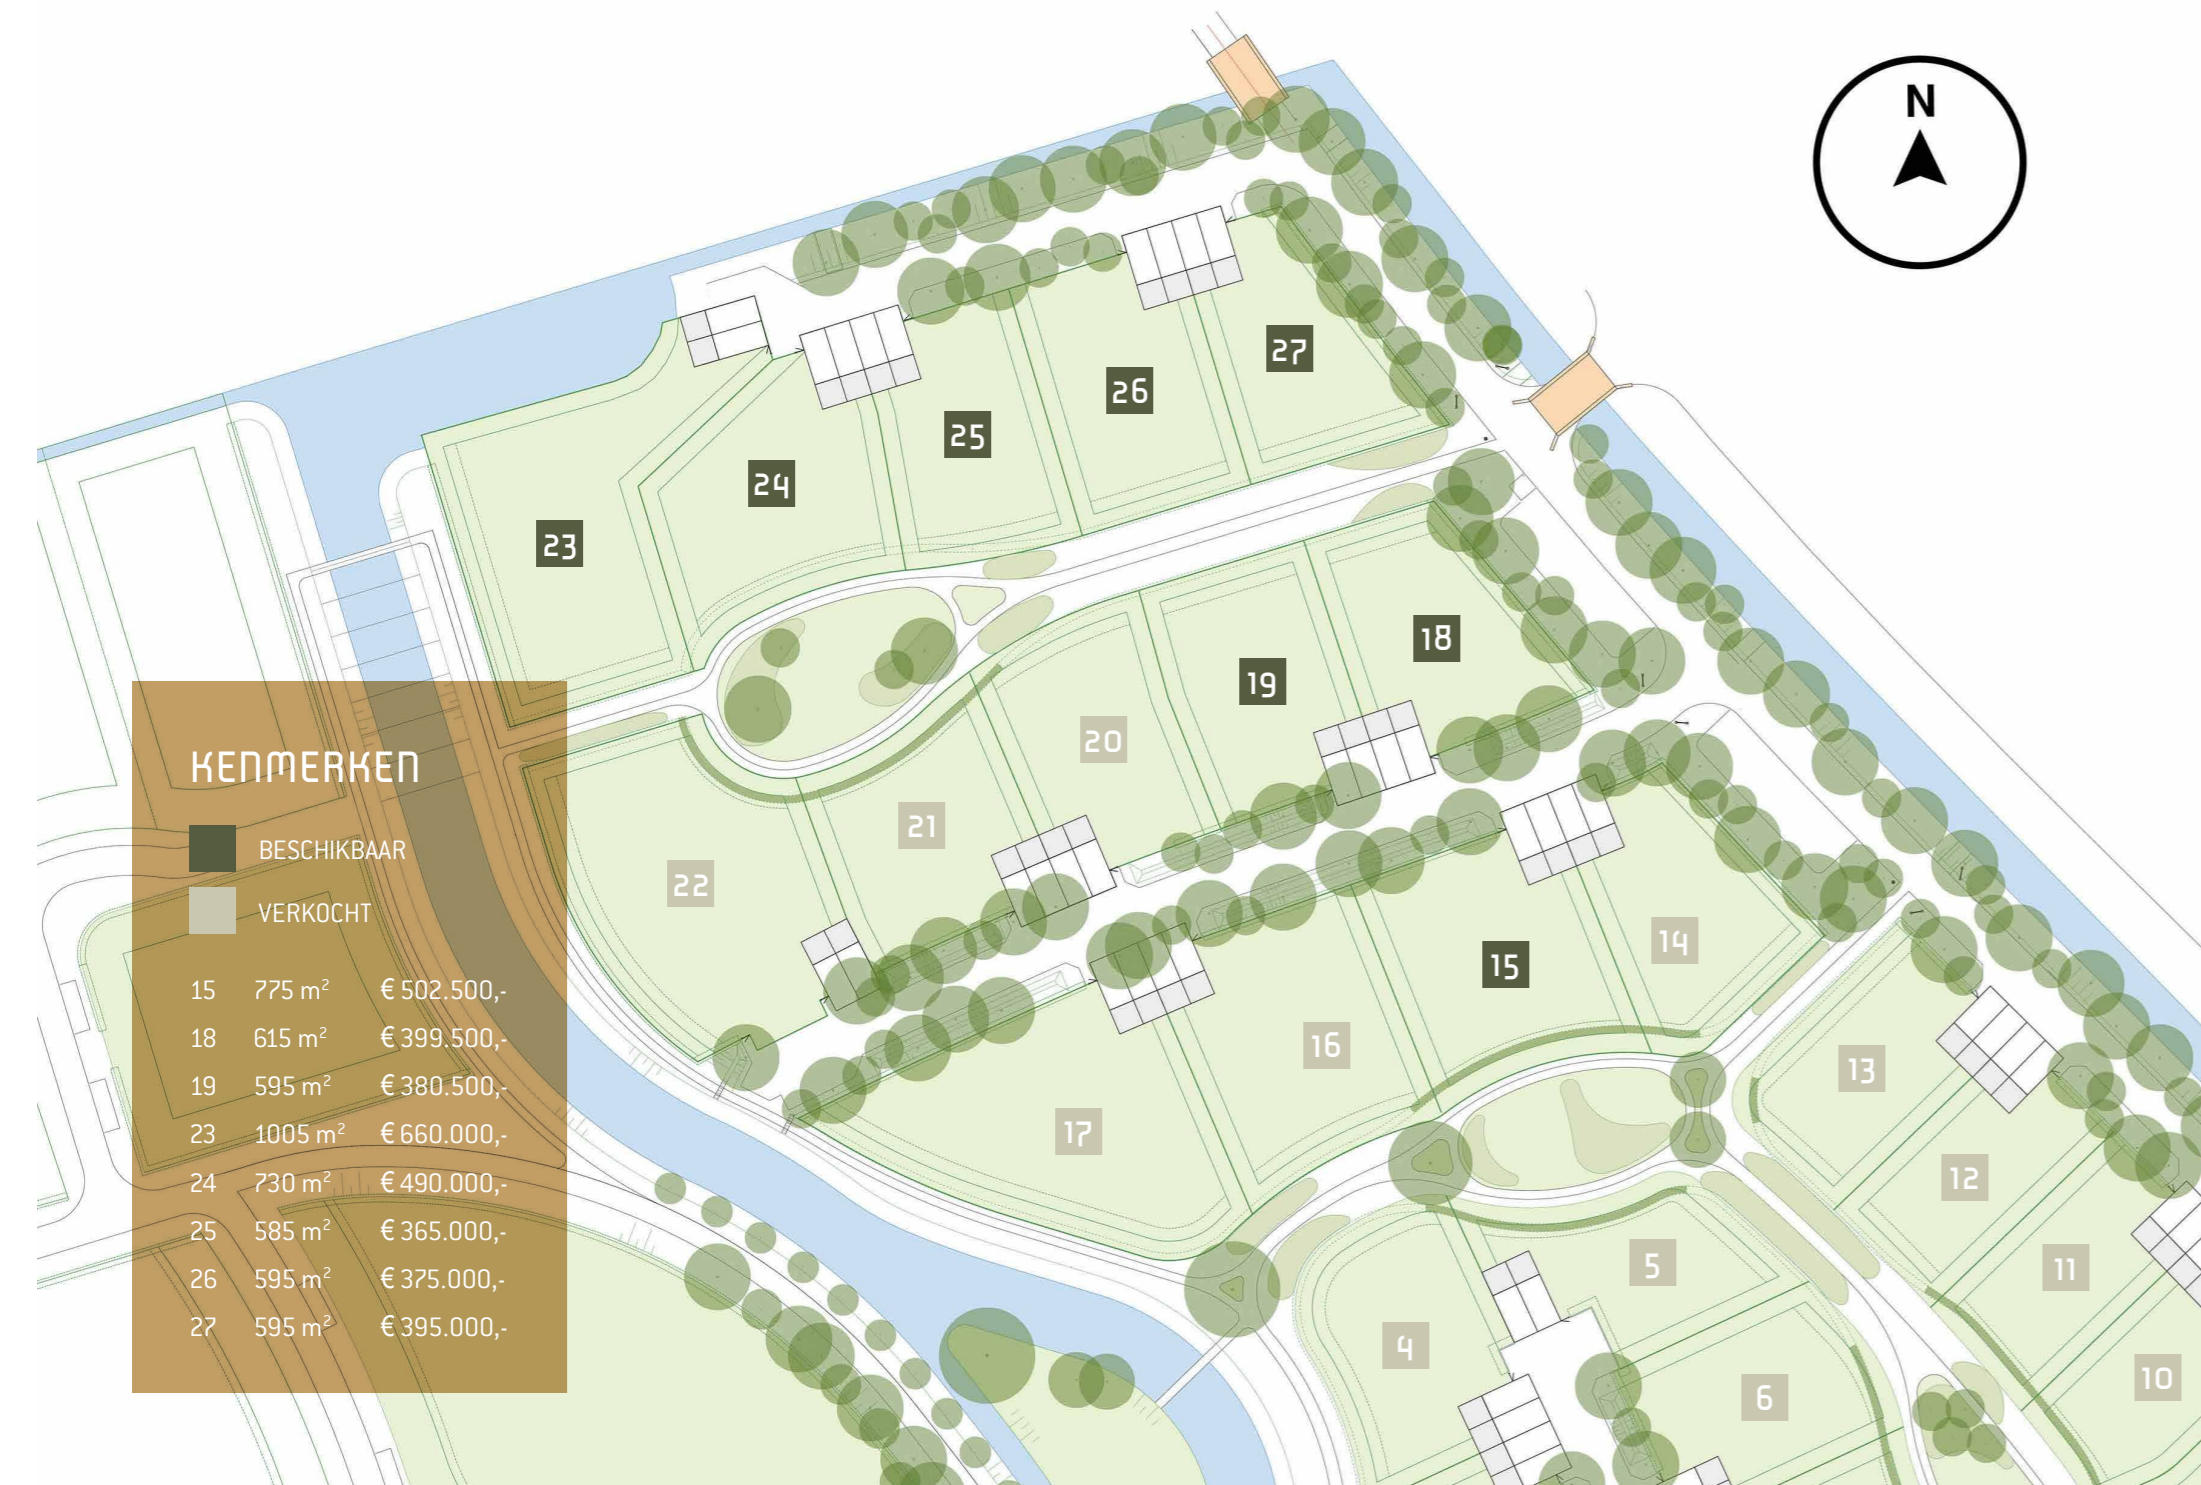 N
27
26
25
24
23
18
19
20
21
22
14
15
16
13
17
12
5
11
4
10
6
KENMERKEN
BESCHIKBAAR
VERKOCHT
15 775 m² € 502.500,-
18 615 m² € 399.500,-
19 595 m² € 380.500,-
23 1005 m² € 660.000,-
24 730 m² € 490.000,-
25 585 m² € 365.000,-
26 595 m² € 375.000,-
27 595 m² € 395.000,-